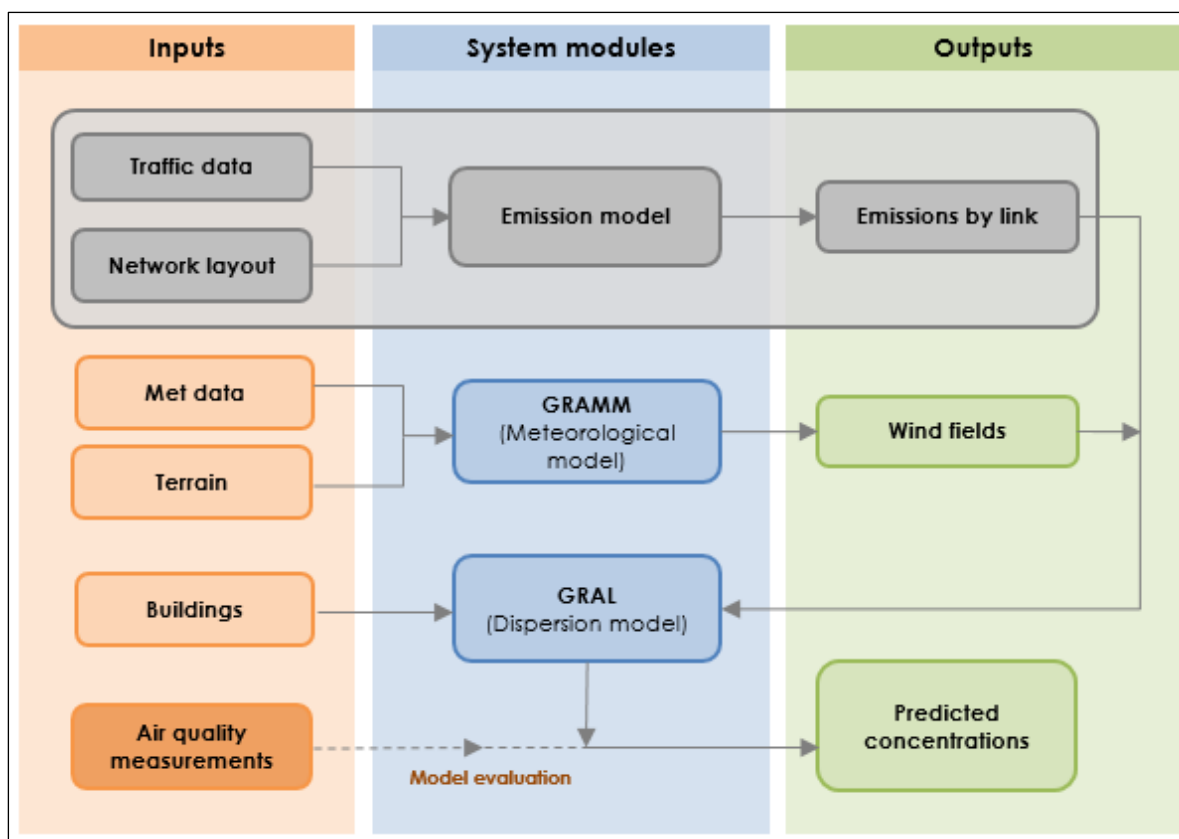 Inputs
System modules
Outputs
Traffic data
Network layout
Emission model
Emissions by link
Met data
Terrain
GRAMM
(Meteorological
model)
Wind fields
Buildings
GRAL
(Dispersion model)
Air quality
measurements
Model evaluation
Predicted
concentrations